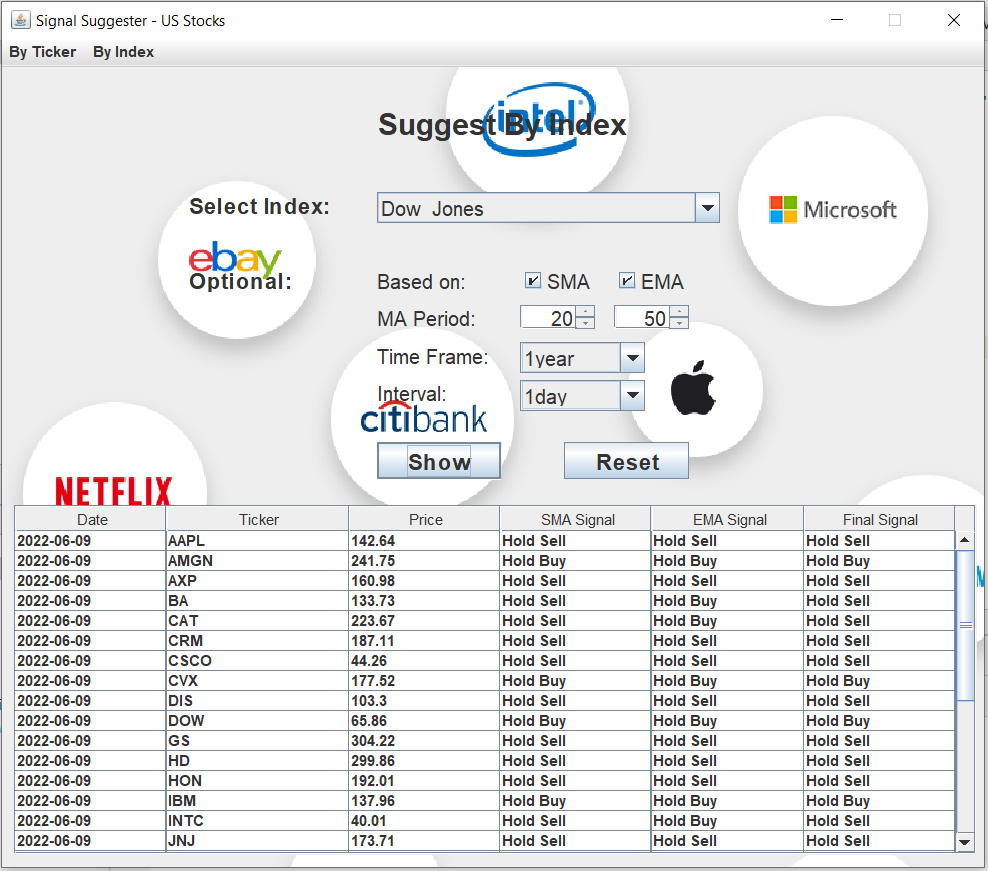 Signal Suggester - US Stocks
By Ticker By Index
intel
Suggest By Index
Microsoft
Select Index: Dow Jones
ebay
Optional: Based on: SMA EMA
MA Period: 20 50
Time Frame: 1year
Interval: 1day
citibank
Show Reset
NETFLIX
Date Ticker Price SMA Signal EMA Signal Final Signal
2022-06-09 AAPL 142.64 Hold Sell Hold Sell Hold Sell
2022-06-09 AMGN 241.75 Hold Buy Hold Buy Hold Buy
2022-06-09 AXP 160.98 Hold Sell Hold Sell Hold Sell
2022-06-09 BA 133.73 Hold Sell Hold Buy Hold Sell
2022-06-09 CAT 223.67 Hold Sell Hold Buy Hold Sell
2022-06-09 CRM 187.11 Hold Sell Hold Sell Hold Sell
2022-06-09 CSCO 44.26 Hold Sell Hold Sell Hold Sell
2022-06-09 CVX 177.52 Hold Buy Hold Buy Hold Buy
2022-06-09 DIS 103.3 Hold Sell Hold Sell Hold Sell
2022-06-09 DOW 65.86 Hold Buy Hold Buy Hold Buy
2022-06-09 GS 304.22 Hold Sell Hold Sell Hold Sell
2022-06-09 HD 299.86 Hold Sell Hold Sell Hold Sell
2022-06-09 HON 192.01 Hold Sell Hold Sell Hold Sell
2022-06-09 IBM 137.96 Hold Buy Hold Buy Hold Buy
2022-06-09 INTC 40.01 Hold Sell Hold Buy Hold Sell
2022-06-09 JNJ 173.71 Hold Sell Hold Sell Hold Sell